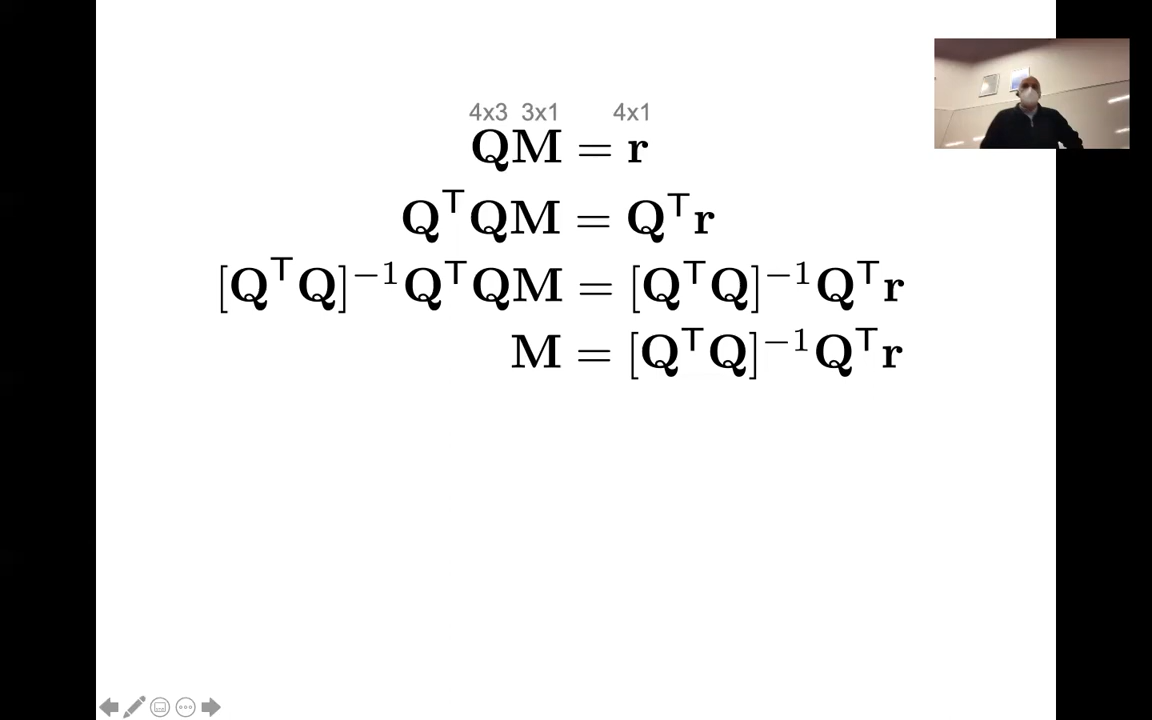 4x3 3x1 4x1
QM = r
QᵀQM = Qᵀr
[QᵀQ]⁻¹QᵀQM = [QᵀQ]⁻¹Qᵀr
M = [QᵀQ]⁻¹Qᵀr